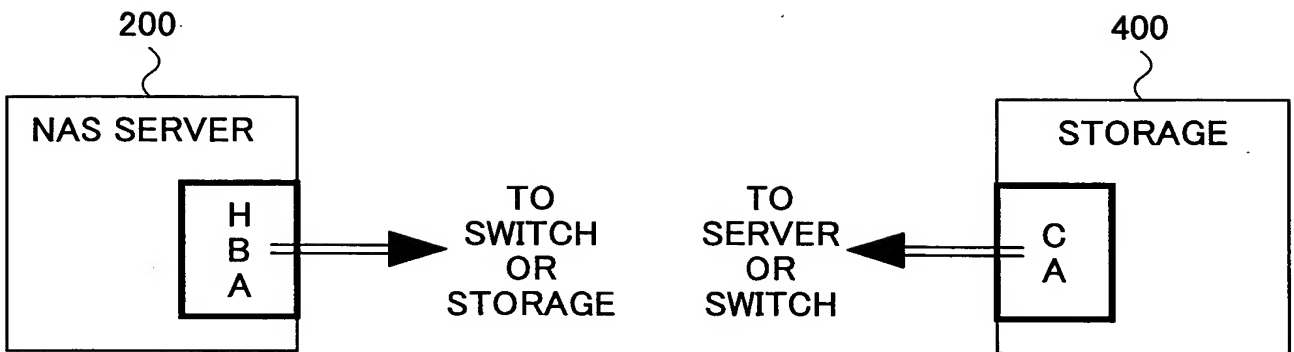 200
400
NAS SERVER
STORAGE
H
B
A
TO
SWITCH
OR
STORAGE
TO
SERVER
OR
SWITCH
C
A